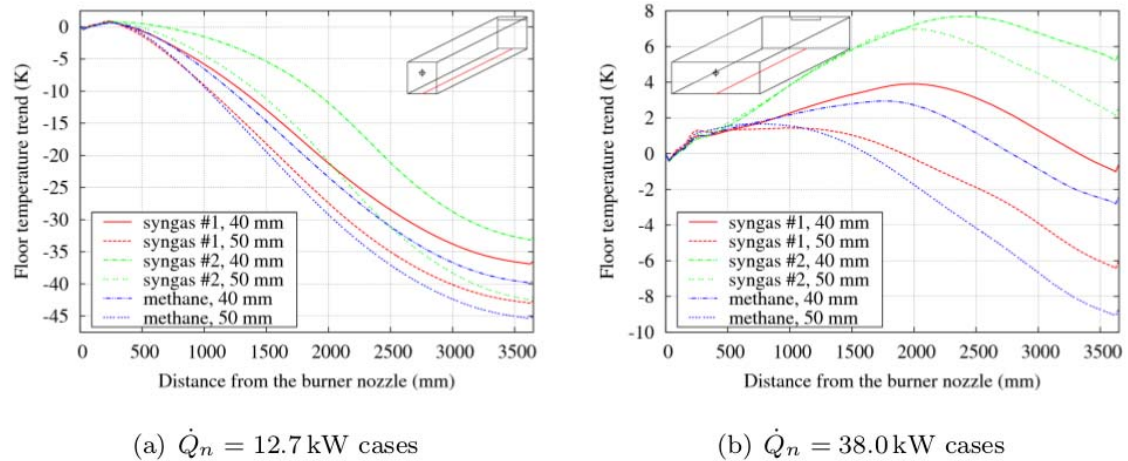 0
-5
-10
-15
-20
-25
-30
-35
-40
-45
Floor temperature trend (K)
syngas #1, 40 mm
syngas #1, 50 mm
syngas #2, 40 mm
syngas #2, 50 mm
methane, 40 mm
methane, 50 mm
0 500 1000 1500 2000 2500 3000 3500
Distance from the burner nozzle (mm)
(a) Q̇n = 12.7 kW cases
8
6
4
2
0
-2
-4
-6
-8
-10
Floor temperature trend (K)
syngas #1, 40 mm
syngas #1, 50 mm
syngas #2, 40 mm
syngas #2, 50 mm
methane, 40 mm
methane, 50 mm
0 500 1000 1500 2000 2500 3000 3500
Distance from the burner nozzle (mm)
(b) Q̇n = 38.0 kW cases